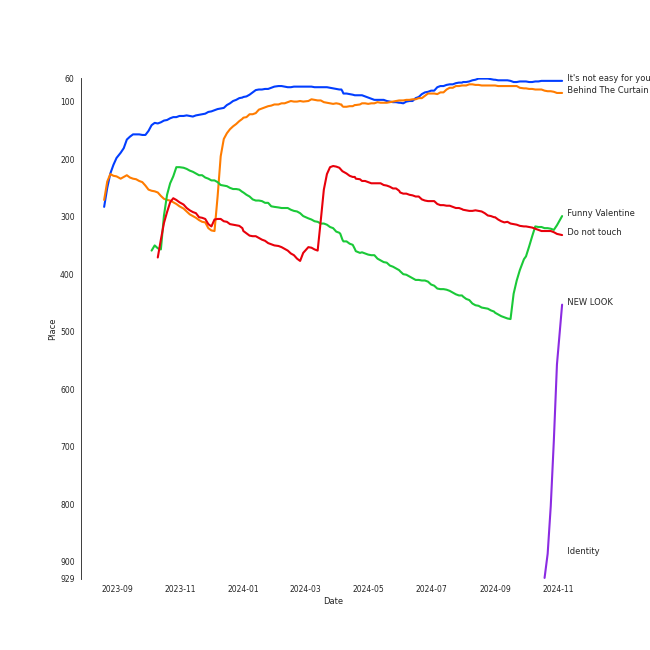 60
100
200
300
400
500
600
700
800
900
929
Place
2023-09
2023-11
2024-01
2024-03
2024-05
2024-07
2024-09
2024-11
Date
It's not easy for you
Behind The Curtain
Funny Valentine
Do not touch
NEW LOOK
Identity